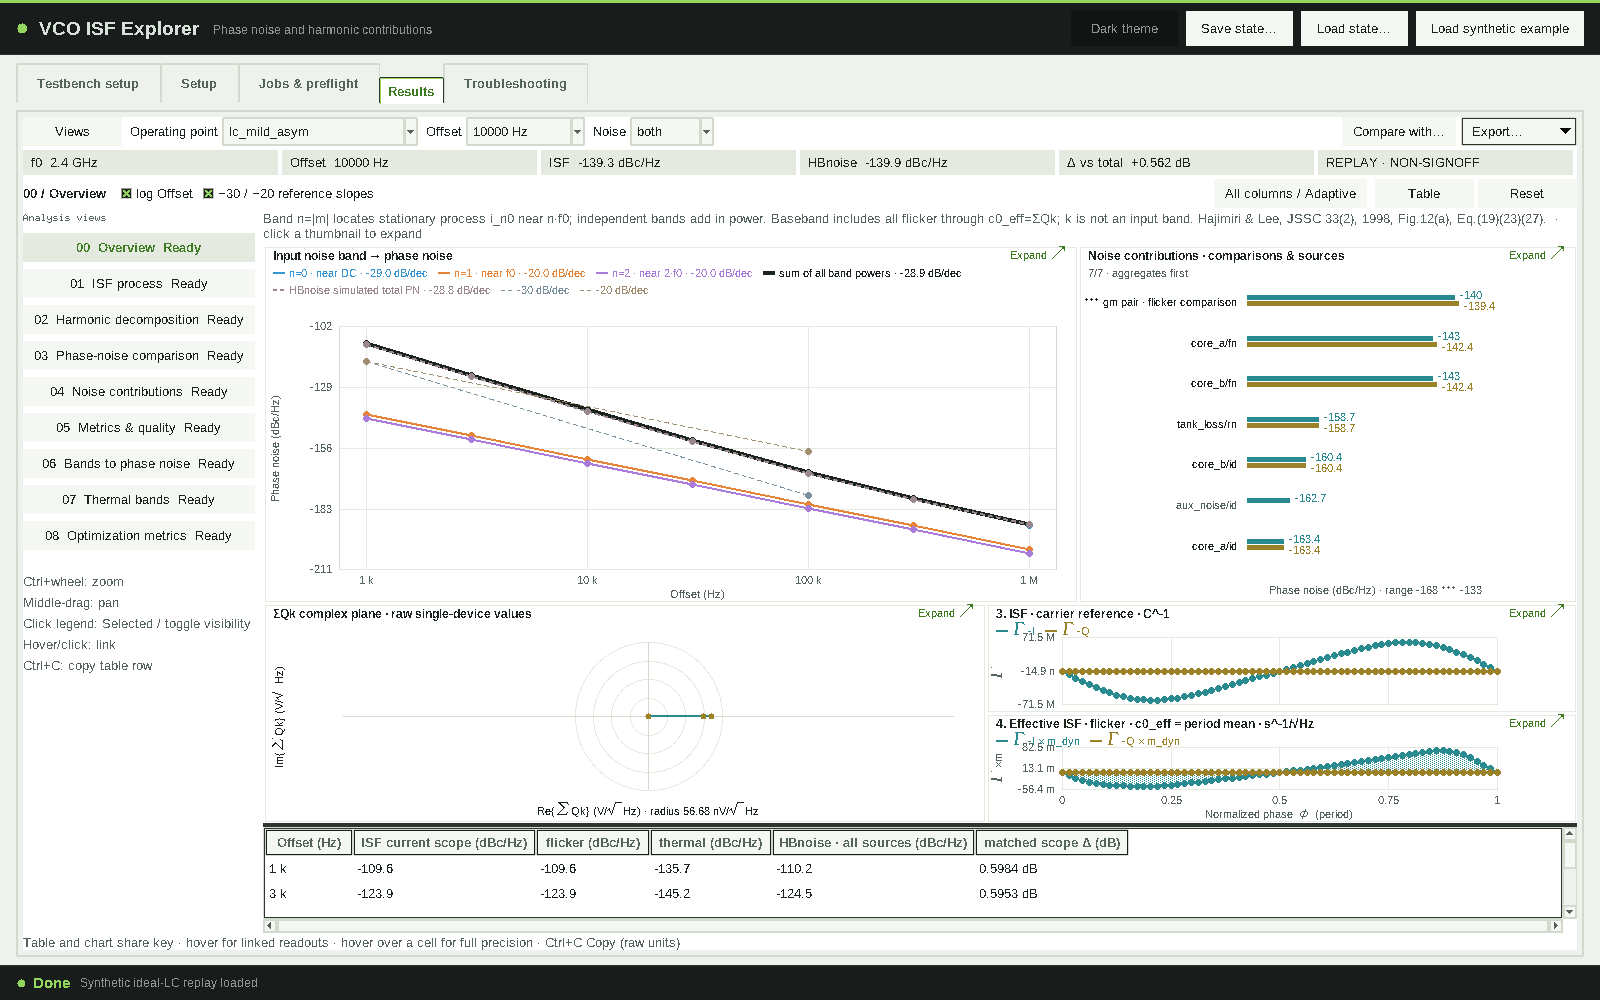 VCO ISF Explorer
Phase noise and harmonic contributions
Dark theme
Save state...
Load state...
Load synthetic example
Testbench setup
Setup
Jobs & preflight
Results
Troubleshooting
Views
Operating point
lc_mild_asym
Offset
10000 Hz
Noise
both
Compare with...
Export...
f0 2.4 GHz
Offset 10000 Hz
ISF -139.3 dBc/Hz
HBnoise -139.9 dBc/Hz
Δ vs total +0.562 dB
REPLAY · NON-SIGNOFF
00 / Overview
log Offset
−30 / −20 reference slopes
All columns / Adaptive
Table
Reset
Analysis views
00 Overview Ready
01 ISF process Ready
02 Harmonic decomposition Ready
03 Phase-noise comparison Ready
04 Noise contributions Ready
05 Metrics & quality Ready
06 Bands to phase noise Ready
07 Thermal bands Ready
08 Optimization metrics Ready
Ctrl+wheel: zoom
Middle-drag: pan
Click legend: Selected / toggle visibility
Hover/click: link
Ctrl+C: copy table row
Band n=|m| locates stationary process i_n0 near n·f0; independent bands add in power. Baseband includes all flicker through c0_eff=ΣQk; k is not an input band. Hajimiri & Lee, JSSC 33(2), 1998, Fig.12(a), Eq.(19)(23)(27). ·
click a thumbnail to expand
Input noise band → phase noise
Expand
n=0 · near DC · -29.0 dB/dec
n=1 · near f0 · -20.0 dB/dec
n=2 · near 2·f0 · -20.0 dB/dec
sum of all band powers · -28.9 dB/dec
HBnoise simulated total PN · -28.8 dB/dec
-30 dB/dec
-20 dB/dec
Phase noise (dBc/Hz)
-102
-129
-156
-183
-211
1 k
10 k
100 k
1 M
Offset (Hz)
Noise contributions · comparisons & sources
Expand
7/7 · aggregates first
*** gm pair · flicker comparison
-140
-139.4
core_a/fn
-143
-142.4
core_b/fn
-143
-142.4
tank_loss/rn
-158.7
-158.7
core_b/id
-160.4
-160.4
aux_noise/id
-162.7
core_a/id
-163.4
-163.4
Phase noise (dBc/Hz) · range -168 *** -133
ΣQk complex plane · raw single-device values
Expand
Im{∑Qk} (V/√Hz)
Re{∑Qk} (V/√Hz) · radius 56.68 nV/√Hz
3. ISF · carrier reference · C^-1
Expand
Γ-I
Γ-Q
71.5 M
-14.9 n
-71.5 M
4. Effective ISF · flicker · c0_eff = period mean · s^-1/√Hz
Expand
Γ-I × m_dyn
Γ-Q × m_dyn
82.5 m
13.1 m
-56.4 m
0
0.25
0.5
0.75
1
Normalized phase ϕ (period)
Offset (Hz)
ISF current scope (dBc/Hz)
flicker (dBc/Hz)
thermal (dBc/Hz)
HBnoise · all sources (dBc/Hz)
matched scope Δ (dB)
1 k
-109.6
-109.6
-135.7
-110.2
0.5984 dB
3 k
-123.9
-123.9
-145.2
-124.5
0.5953 dB
Table and chart share key · hover for linked readouts · hover over a cell for full precision · Ctrl+C Copy (raw units)
Done
Synthetic ideal-LC replay loaded